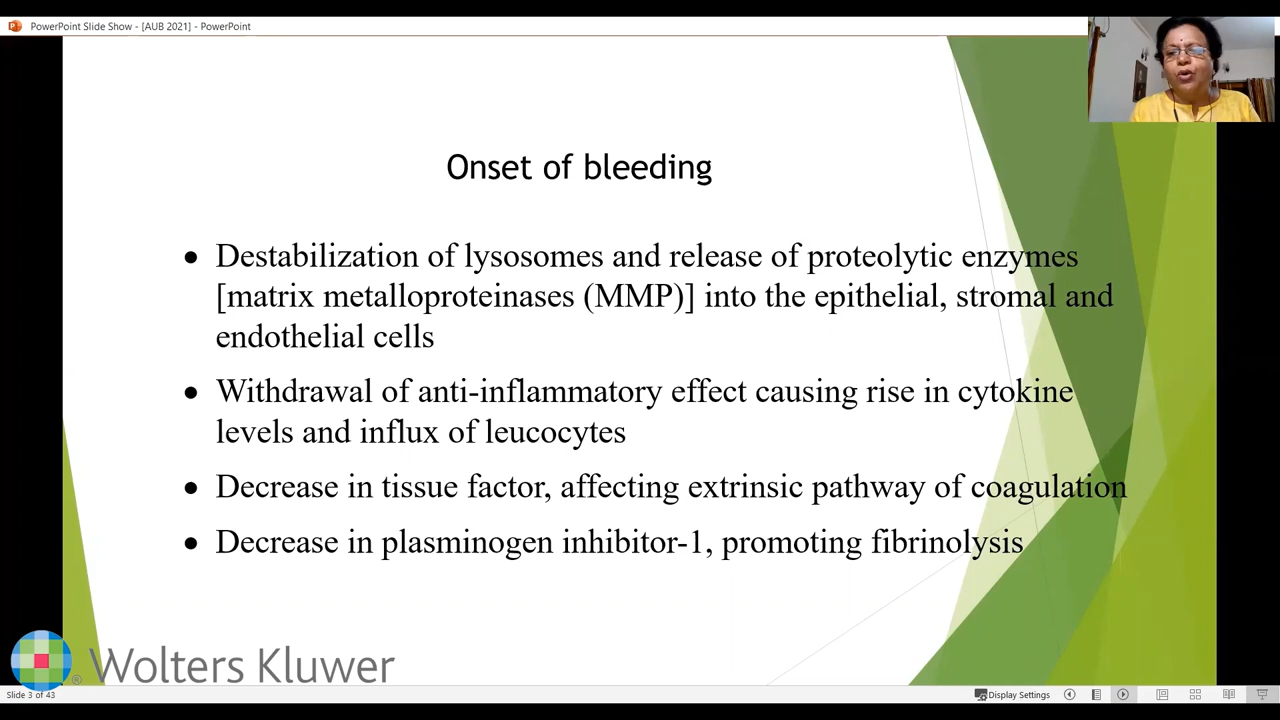 PowerPoint Slide Show - [AUB 2021] - PowerPoint
Onset of bleeding
• Destabilization of lysosomes and release of proteolytic enzymes
[matrix metalloproteinases (MMP)] into the epithelial, stromal and
endothelial cells
• Withdrawal of anti-inflammatory effect causing rise in cytokine
levels and influx of leucocytes
• Decrease in tissue factor, affecting extrinsic pathway of coagulation
• Decrease in plasminogen inhibitor-1, promoting fibrinolysis
® Wolters Kluwer
Slide 3 of 43
Display Settings